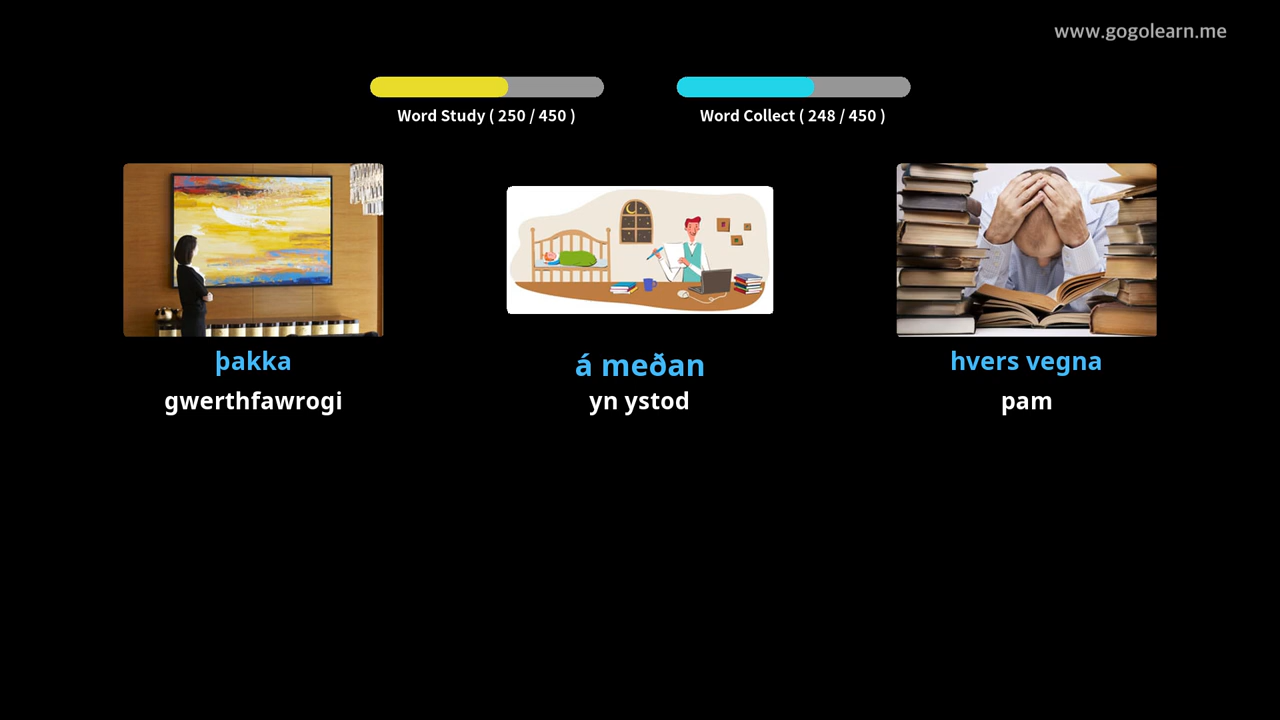 www.gogolearn.me
Word Study ( 250 / 450 )
Word Collect ( 248 / 450 )
þakka
gwerthfawrogi
á meðan
yn ystod
hvers vegna
pam